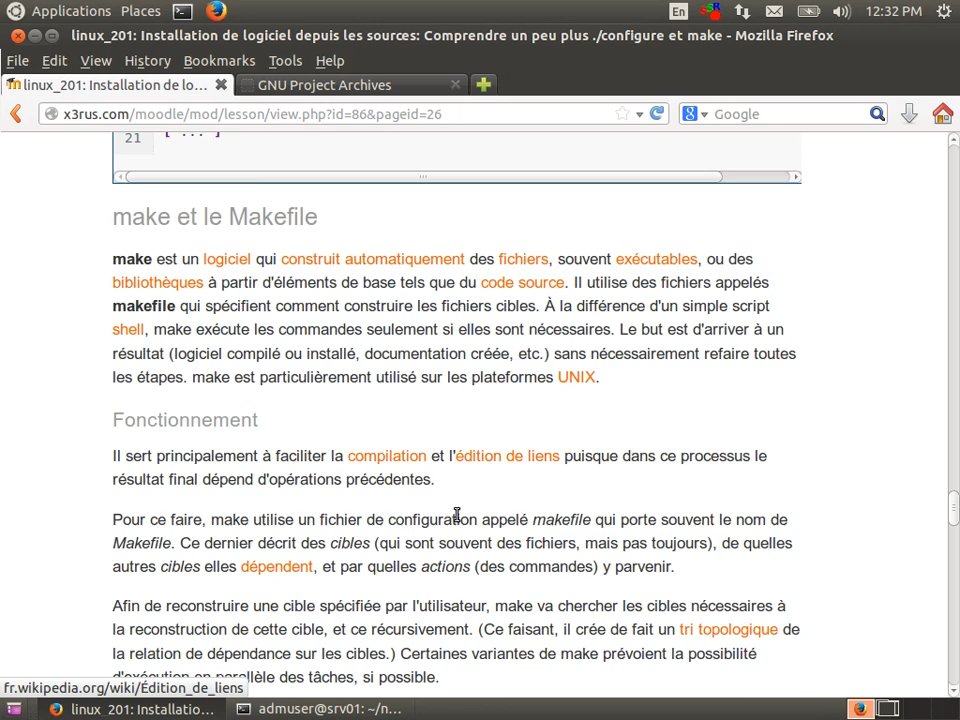 Applications Places En 12:32 PM
linux_201: Installation de logiciel depuis les sources: Comprendre un peu plus ./configure et make - Mozilla Firefox
File Edit View History Bookmarks Tools Help
linux_201: Installation de lo... GNU Project Archives
x3rus.com/moodle/mod/lesson/view.php?id=86&pageid=26 Google
21 [ ... ]
make et le Makefile
make est un logiciel qui construit automatiquement des fichiers, souvent exécutables, ou des
bibliothèques à partir d'éléments de base tels que du code source. Il utilise des fichiers appelés
makefile qui spécifient comment construire les fichiers cibles. À la différence d'un simple script
shell, make exécute les commandes seulement si elles sont nécessaires. Le but est d'arriver à un
résultat (logiciel compilé ou installé, documentation créée, etc.) sans nécessairement refaire toutes
les étapes. make est particulièrement utilisé sur les plateformes UNIX.
Fonctionnement
Il sert principalement à faciliter la compilation et l'édition de liens puisque dans ce processus le
résultat final dépend d'opérations précédentes.
Pour ce faire, make utilise un fichier de configuration appelé makefile qui porte souvent le nom de
Makefile. Ce dernier décrit des cibles (qui sont souvent des fichiers, mais pas toujours), de quelles
autres cibles elles dépendent, et par quelles actions (des commandes) y parvenir.
Afin de reconstruire une cible spécifiée par l'utilisateur, make va chercher les cibles nécessaires à
la reconstruction de cette cible, et ce récursivement. (Ce faisant, il crée de fait un tri topologique de
la relation de dépendance sur les cibles.) Certaines variantes de make prévoient la possibilité
d'exécution en parallèle des tâches, si possible.
fr.wikipedia.org/wiki/Édition_de_liens
linux_201: Installatio... admuser@srv01: ~/n...